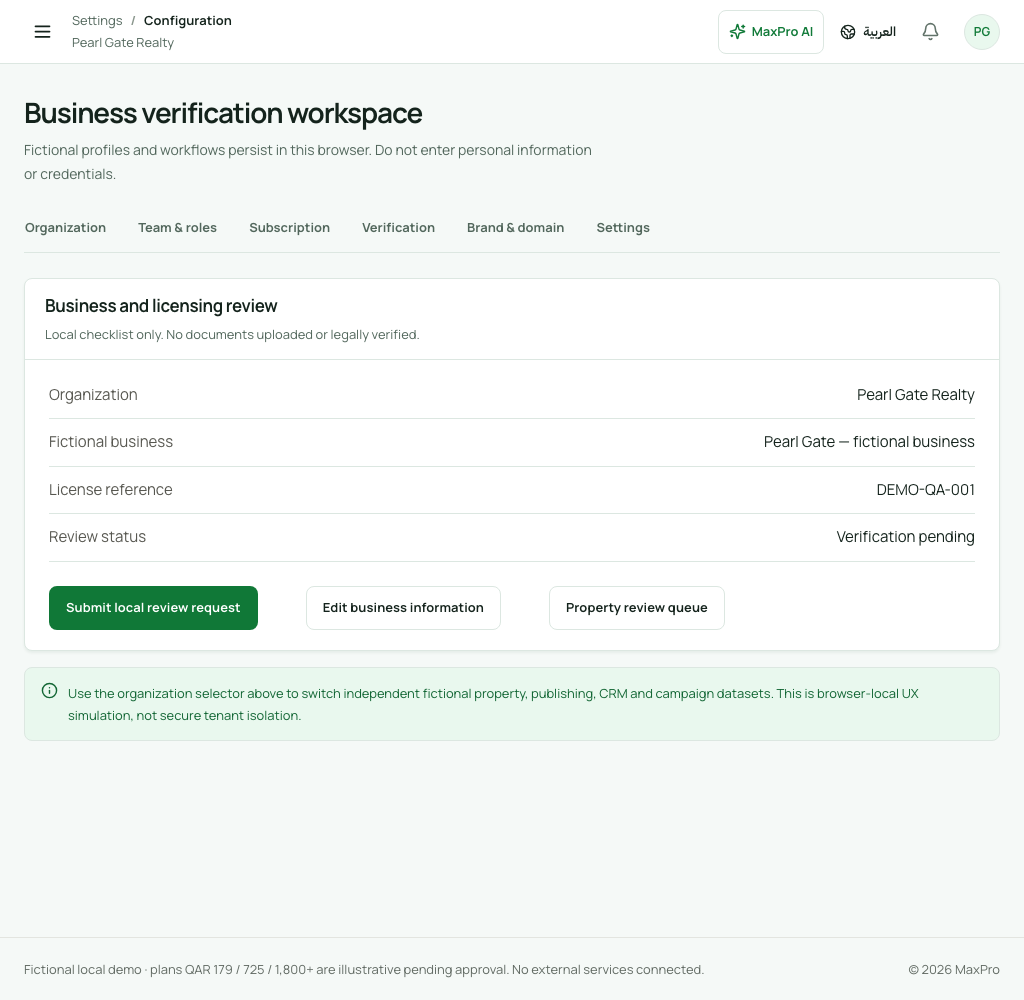 Settings / Configuration
Pearl Gate Realty
MaxPro AI
العربية
PG
Business verification workspace
Fictional profiles and workflows persist in this browser. Do not enter personal information
or credentials.
Organization
Team & roles
Subscription
Verification
Brand & domain
Settings
Business and licensing review
Local checklist only. No documents uploaded or legally verified.
Organization
Pearl Gate Realty
Fictional business
Pearl Gate — fictional business
License reference
DEMO-QA-001
Review status
Verification pending
Submit local review request
Edit business information
Property review queue
Use the organization selector above to switch independent fictional property, publishing, CRM and campaign datasets. This is browser-local UX
simulation, not secure tenant isolation.
Fictional local demo · plans QAR 179 / 725 / 1,800+ are illustrative pending approval. No external services connected.
© 2026 MaxPro